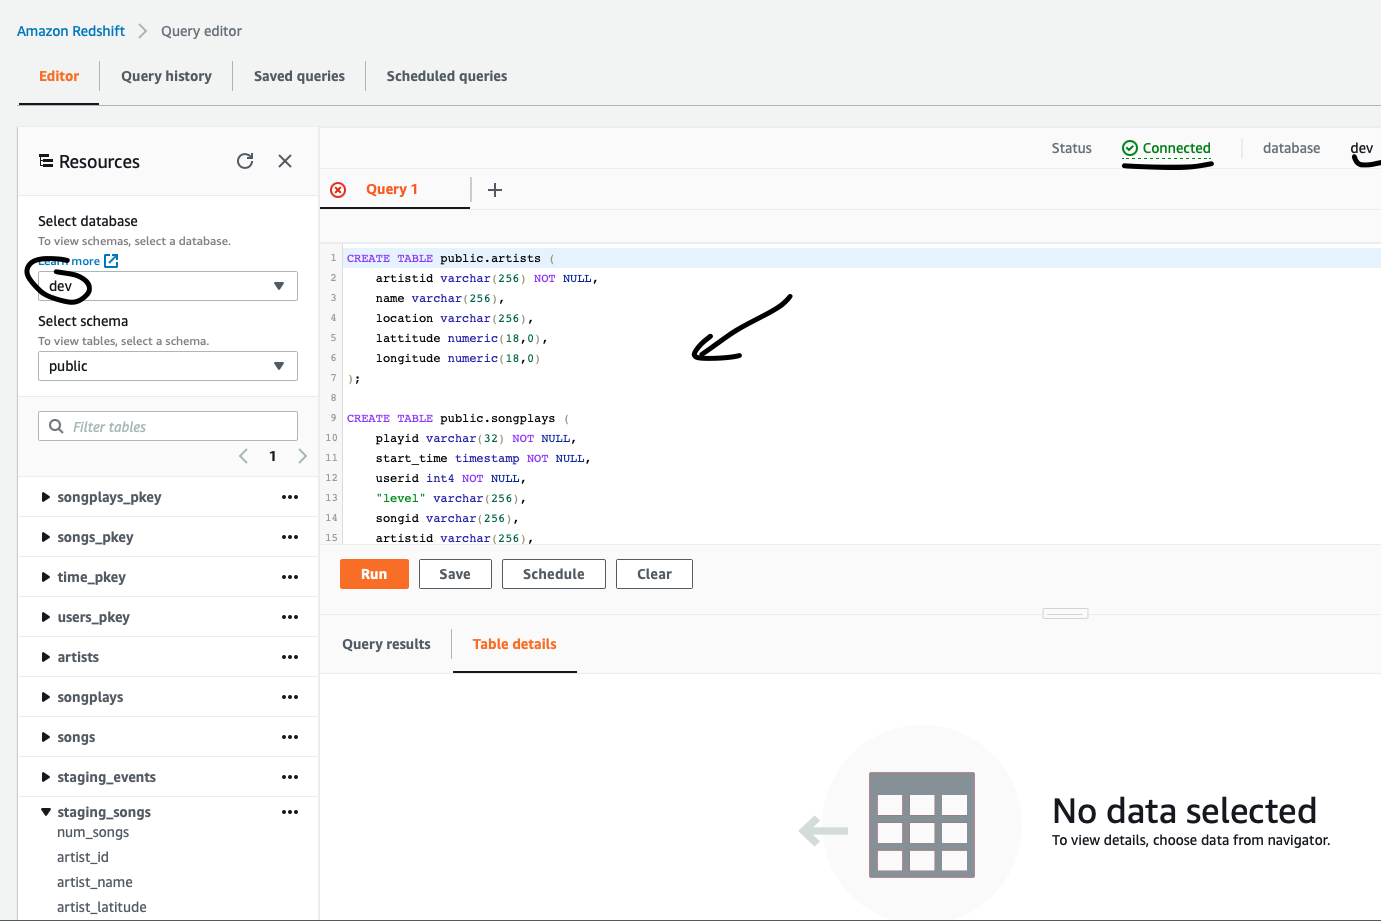 Amazon Redshift > Query editor
Editor Query history Saved queries Scheduled queries
Resources
Status Connected database dev
Query 1
Select database
To view schemas, select a database.
Learn more
dev
Select schema
To view tables, select a schema.
public
Filter tables
1
songplays_pkey
songs_pkey
time_pkey
users_pkey
artists
songplays
songs
staging_events
staging_songs
num_songs
artist_id
artist_name
artist_latitude
1 CREATE TABLE public.artists (
2 artistid varchar(256) NOT NULL,
3 name varchar(256),
4 location varchar(256),
5 lattitude numeric(18,0),
6 longitude numeric(18,0)
7 );
8
9 CREATE TABLE public.songplays (
10 playid varchar(32) NOT NULL,
11 start_time timestamp NOT NULL,
12 userid int4 NOT NULL,
13 "level" varchar(256),
14 songid varchar(256),
15 artistid varchar(256),
Run Save Schedule Clear
Query results Table details
No data selected
To view details, choose data from navigator.